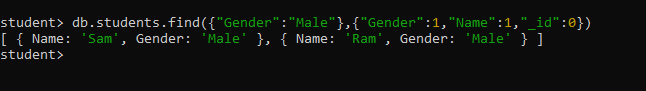 student> db.students.find({"Gender":"Male"},{"Gender":1,"Name":1,"_id":0})
[ { Name: 'Sam', Gender: 'Male' }, { Name: 'Ram', Gender: 'Male' } ]
student>